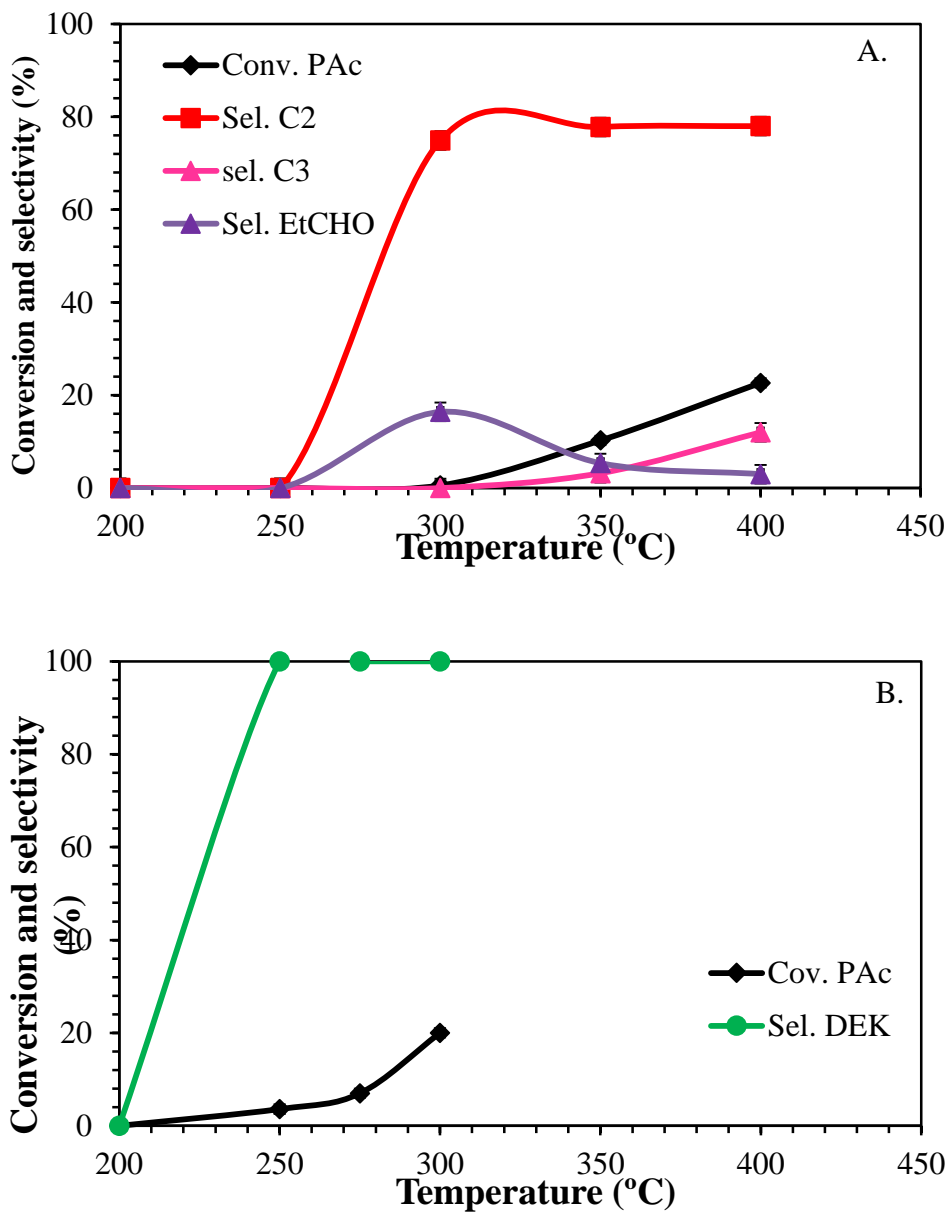 100
80
60
40
20
0
Conversion and selectivity (%)
A.
Conv. PAc
Sel. C2
sel. C3
Sel. EtCHO
200
250
300
350
400
450
Temperature (ºC)
100
80
60
40
20
0
Conversion and selectivity
(%)
B.
Cov. PAc
Sel. DEK
200
250
300
350
400
450
Temperature (ºC)